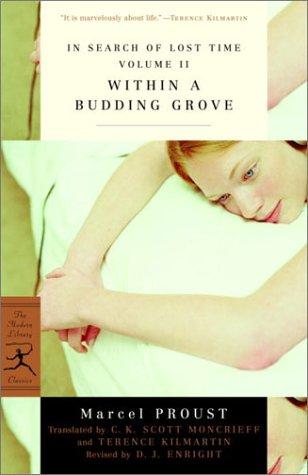 "It is marvelously about life."—TERENCE KILMARTIN
IN SEARCH OF LOST TIME
VOLUME II
WITHIN A
BUDDING GROVE
The Modern Library
Classics
Marcel PROUST
Translated by C. K. SCOTT MONCRIEFF
and TERENCE KILMARTIN
Revised by D. J. ENRIGHT